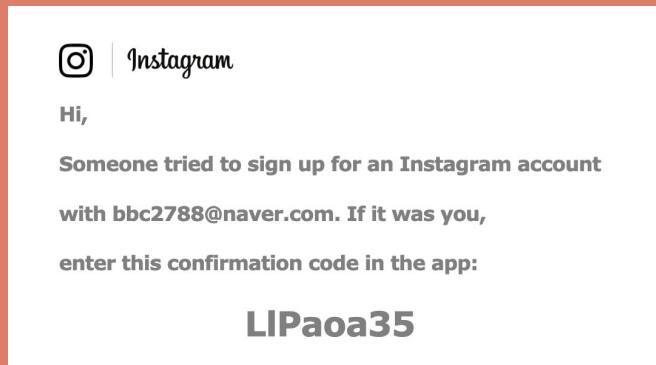 Instagram
Hi,
Someone tried to sign up for an Instagram account
with bbc2788@naver.com. If it was you,
enter this confirmation code in the app:
LlPaoa35